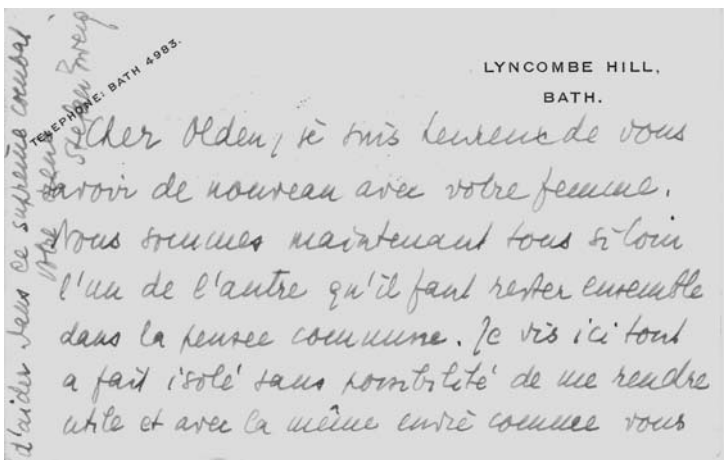 TELEPHONE: BATH 4983.
LYNCOMBE HILL,
BATH.
Cher Olden, je suis heureux de vous
savoir de nouveau avec votre femme.
Nous sommes maintenant tous si loin
l'un de l'autre qu'il faut rester ensemble
dans la pensee commune. Je vis ici tout
a fait isolé sans possibilité de me rendre
utile et avec la même envie comme vous
d'aider dans ce suprême combat
Votre
Stefan Zweig